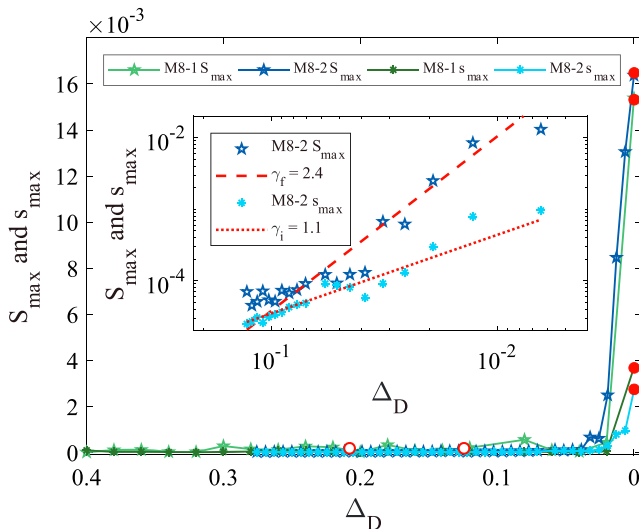 ×10⁻³
M8-1 S_max M8-2 S_max M8-1 s_max M8-2 s_max
16
14
12
10
8
6
4
2
0
S_max and s_max
0.4 0.3 0.2 0.1 0
Δ_D
M8-2 S_max
γ_f = 2.4
M8-2 s_max
γ_i = 1.1
10⁻²
10⁻⁴
S_max and s_max
10⁻¹ 10⁻²
Δ_D